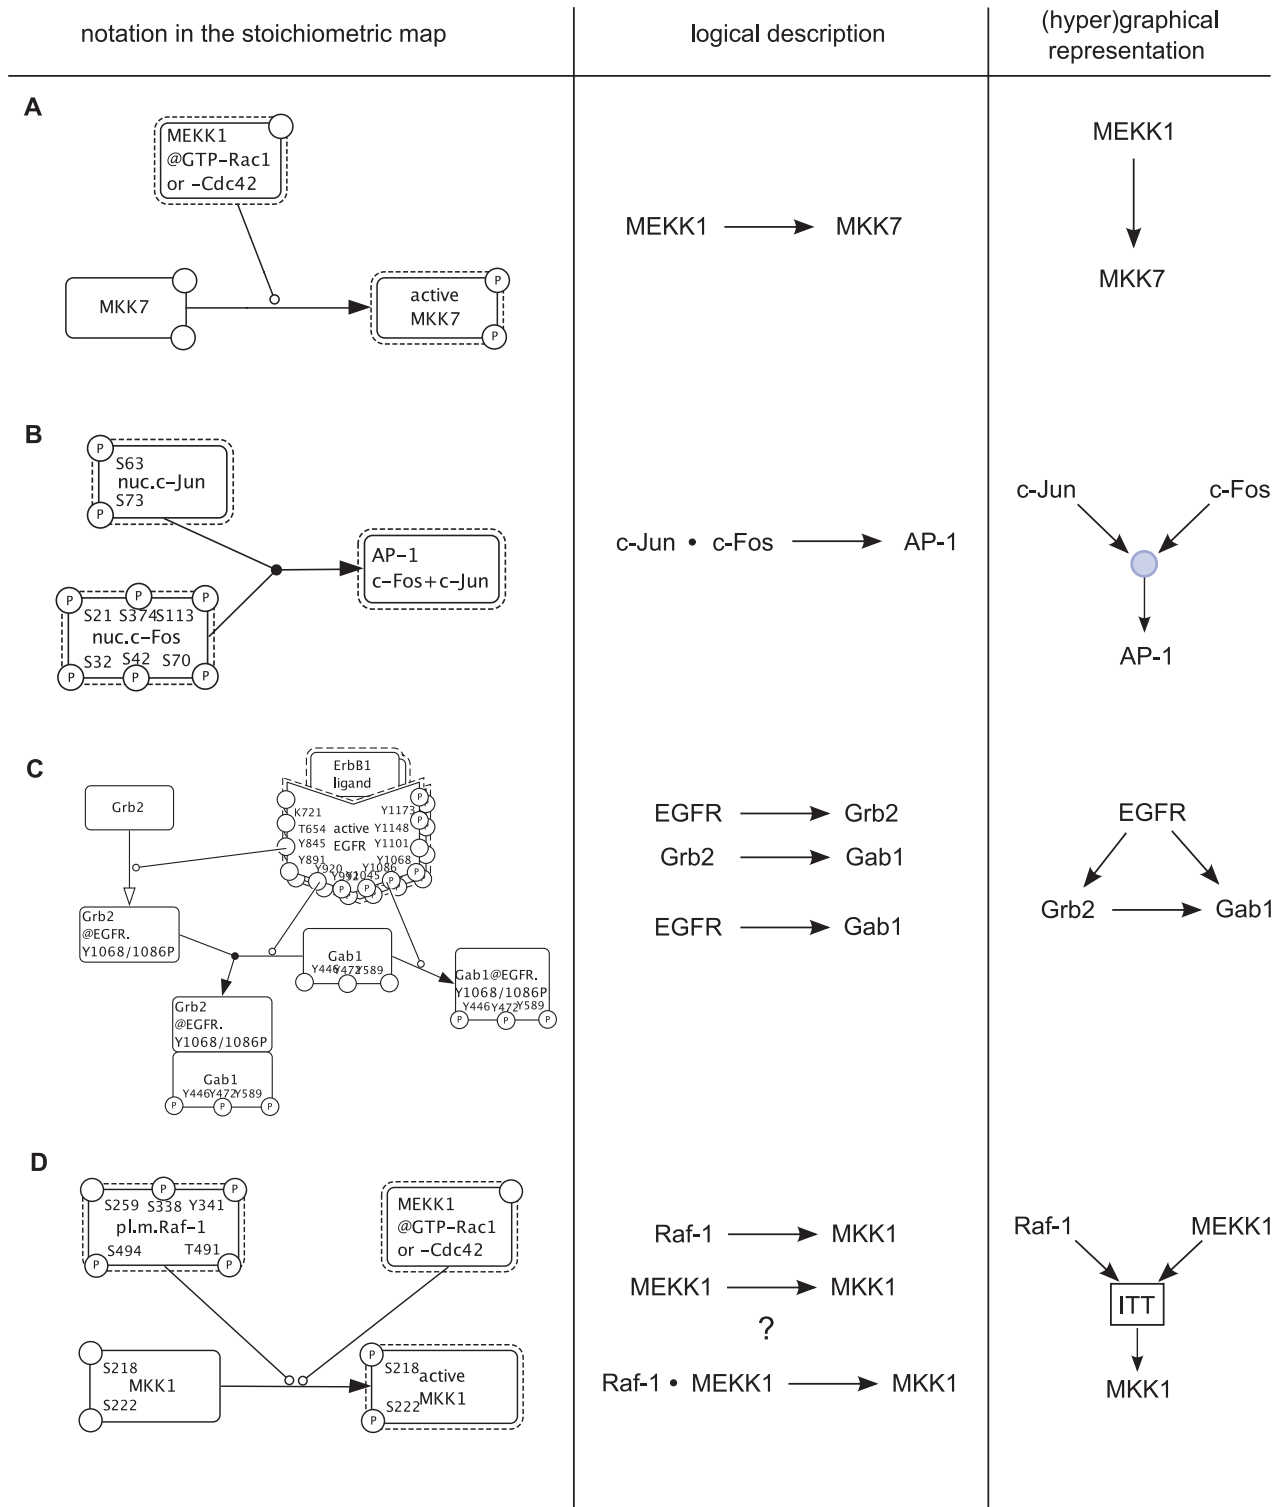 notation in the stoichiometric map
logical description
(hyper)graphical
representation
A
MEKK1
@GTP-Rac1
or -Cdc42
MKK7
active
MKK7
P
P
MEKK1 MKK7
MEKK1
MKK7
B
P
S63
nuc.c-Jun
S73
P
AP-1
c-Fos+c-Jun
P P P
S21 S374 S113
nuc.c-Fos
S32 S42 S70
P P P
c-Jun • c-Fos AP-1
c-Jun c-Fos
AP-1
C
Grb2
ErbB1
ligand
K721 Y1173
T654 active Y1148
Y845 EGFR Y1101
Y891 Y1068
Y920 Y1086
Y992 Y1045
P
P
P
P
P
P
P
Grb2
@EGFR.
Y1068/1086P
Gab1
Y446 Y472 Y589
Gab1@EGFR.
Y1068/1086P
Y446 Y472 Y589
P P P
Grb2
@EGFR.
Y1068/1086P
Gab1
Y446 Y472 Y589
P P P
EGFR Grb2
Grb2 Gab1
EGFR Gab1
EGFR
Grb2 Gab1
D
P P
S259 S338 Y341
pl.m.Raf-1
S494 T491
P P
MEKK1
@GTP-Rac1
or -Cdc42
S218
MKK1
S222
P
S218 active
MKK1
S222
P
Raf-1 MKK1
MEKK1 MKK1
?
Raf-1 • MEKK1 MKK1
Raf-1 MEKK1
ITT
MKK1